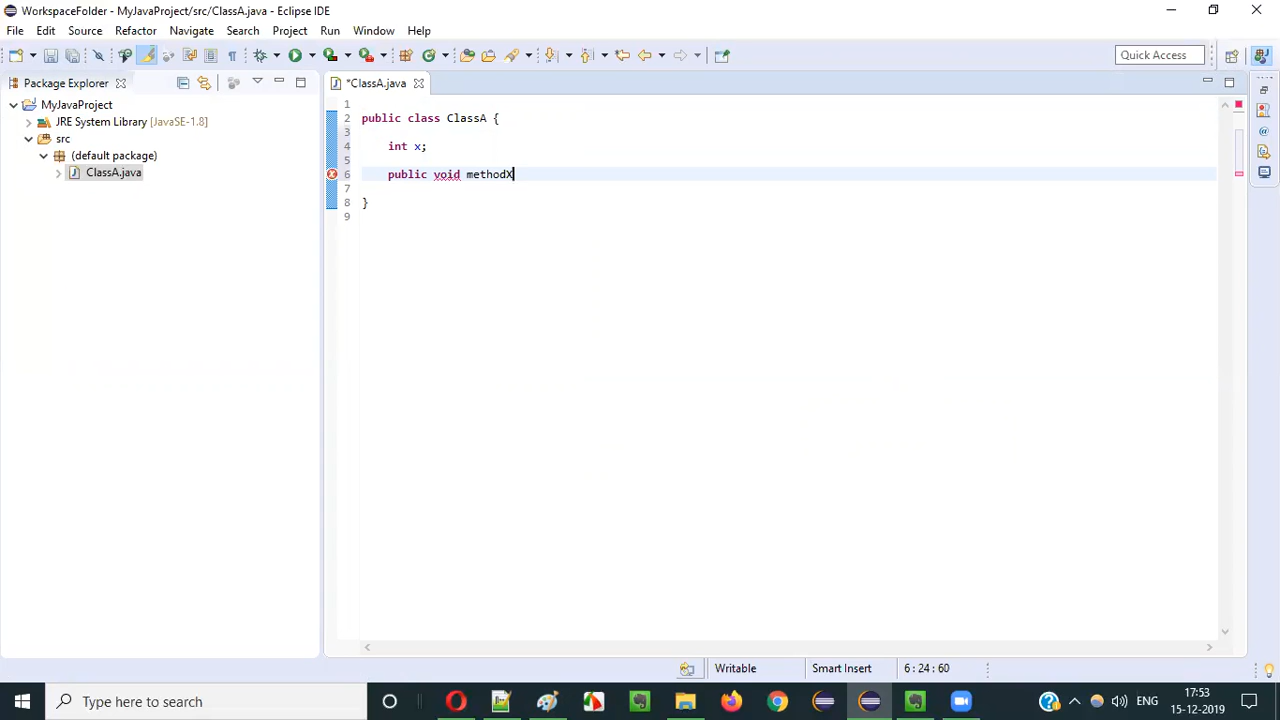 WorkspaceFolder - MyJavaProject/src/ClassA.java - Eclipse IDE
File Edit Source Refactor Navigate Search Project Run Window Help
Quick Access
Package Explorer
*ClassA.java
MyJavaProject
JRE System Library [JavaSE-1.8]
src
(default package)
ClassA.java
1
2 public class ClassA {
3
4 int x;
5
6 public void methodX
7
8 }
9
Writable Smart Insert 6 : 24 : 60
Type here to search
ENG
17:53
15-12-2019